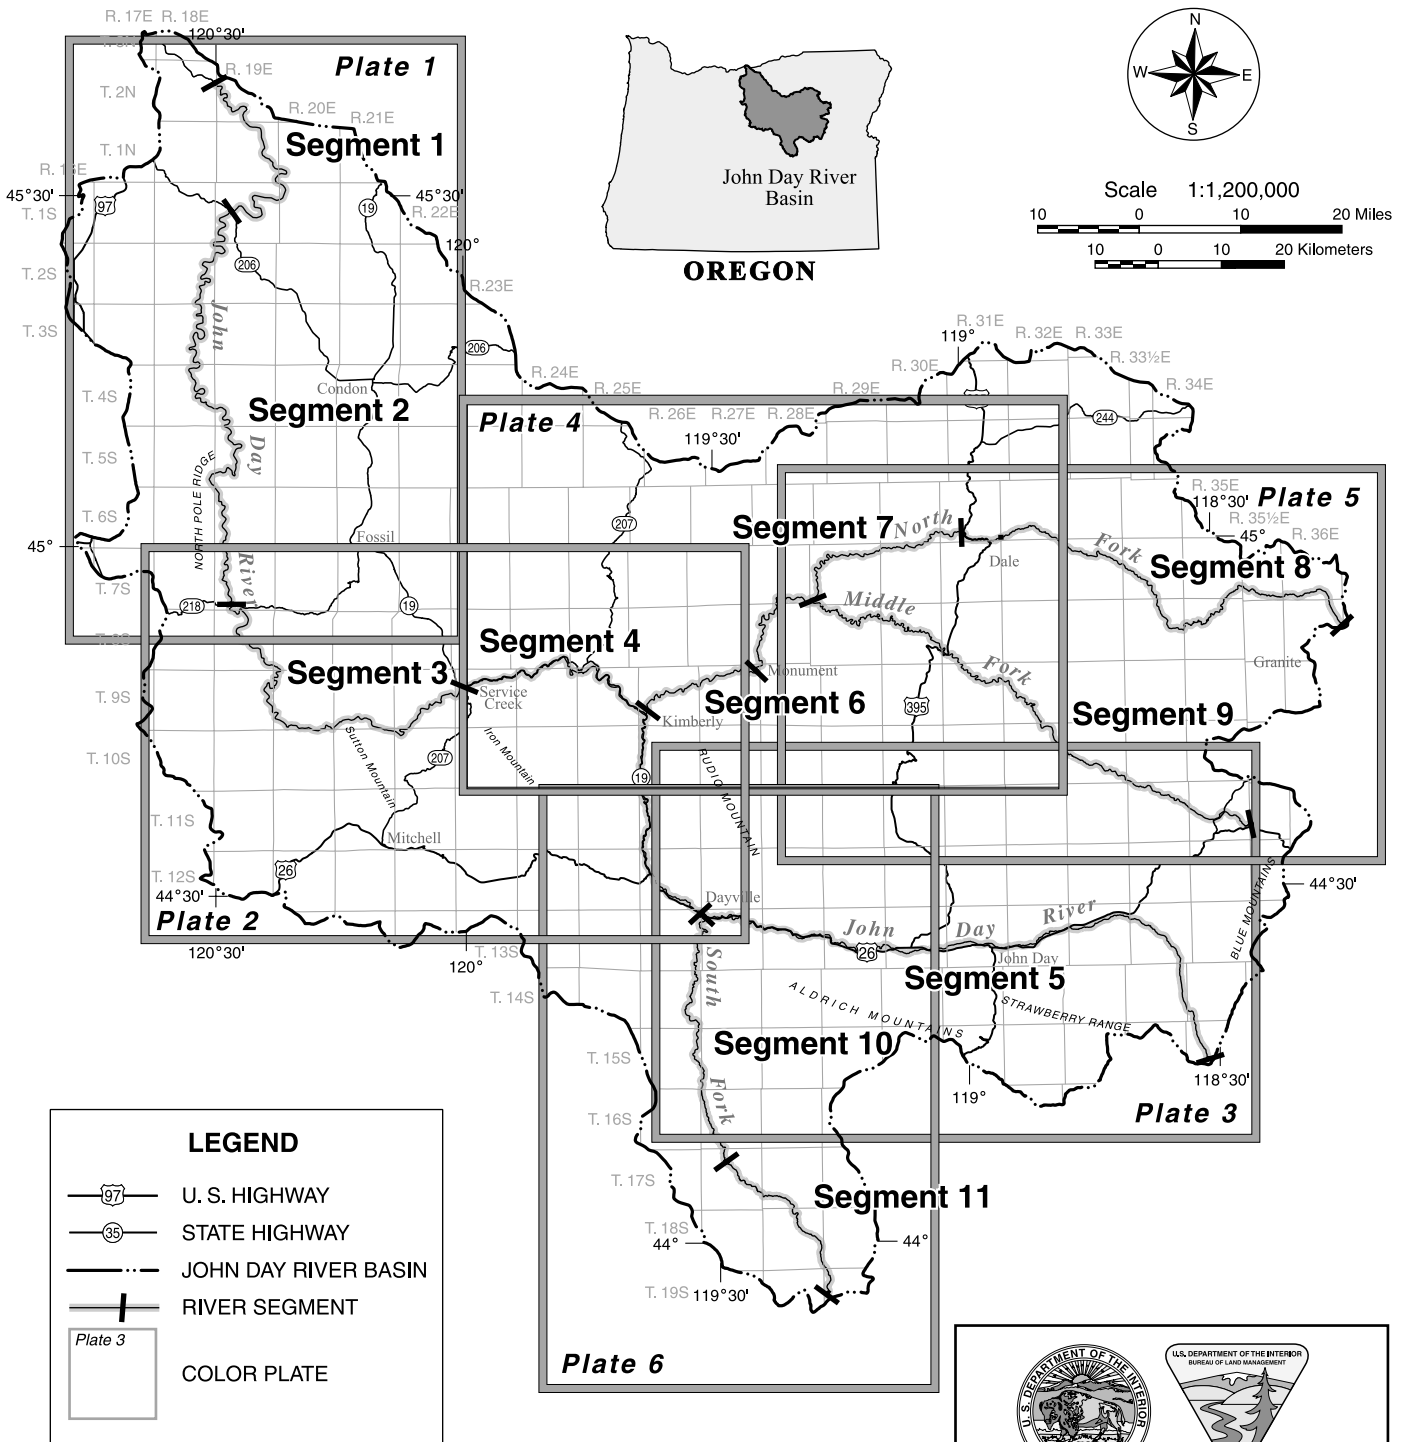 R. 17E R. 18E
120°30'
Plate 1
R. 19E
T. 2N
R. 20E
R.21E
Segment 1
T. 1N
45°30'
97
19
45°30'
T. 1S
R. 22E
120°
206
T. 2S
R.23E
John
T. 3S
206
Condon
T. 4S
Segment 2
Day
T. 5S
NORTH POLE RIDGE
T. 6S
45°
Fossil
River
T. 7S
218
19
N
W
E
S
John Day River
Basin
OREGON
Scale 1:1,200,000
10 0 10 20 Miles
10 0 10 20 Kilometers
R. 31E
119°
R. 32E R. 33E
R. 33½E
R. 30E
R. 34E
R. 24E
R. 25E
R. 29E
R. 26E R. 27E R. 28E
Plate 4
119°30'
244
R. 35E
118°30'
Plate 5
R. 35½E
45°
R. 36E
207
Segment 7
North
Fork
Dale
Segment 8
Middle
Fork
Granite
Segment 4
Segment 3
Monument
Service
Creek
Segment 6
Kimberly
395
Segment 9
T. 9S
T. 10S
Sutton Mountain
207
Iron Mountain
19
RUDIO MOUNTAIN
T. 11S
Mitchell
26
T. 12S
44°30'
Plate 2
Dayville
44°30'
BLUE MOUNTAINS
120°30'
120°
T. 13S
South
John
Day
River
26
John Day
T. 14S
Segment 5
ALDRICH MOUNTAINS
STRAWBERRY RANGE
Segment 10
T. 15S
Fork
119°
118°30'
Plate 3
T. 16S
T. 17S
Segment 11
T. 18S
44°
44°
T. 19S 119°30'
Plate 6
LEGEND
97 U. S. HIGHWAY
35 STATE HIGHWAY
JOHN DAY RIVER BASIN
RIVER SEGMENT
Plate 3
COLOR PLATE
U. S. DEPARTMENT OF THE INTERIOR
U.S. DEPARTMENT OF THE INTERIOR
BUREAU OF LAND MANAGEMENT